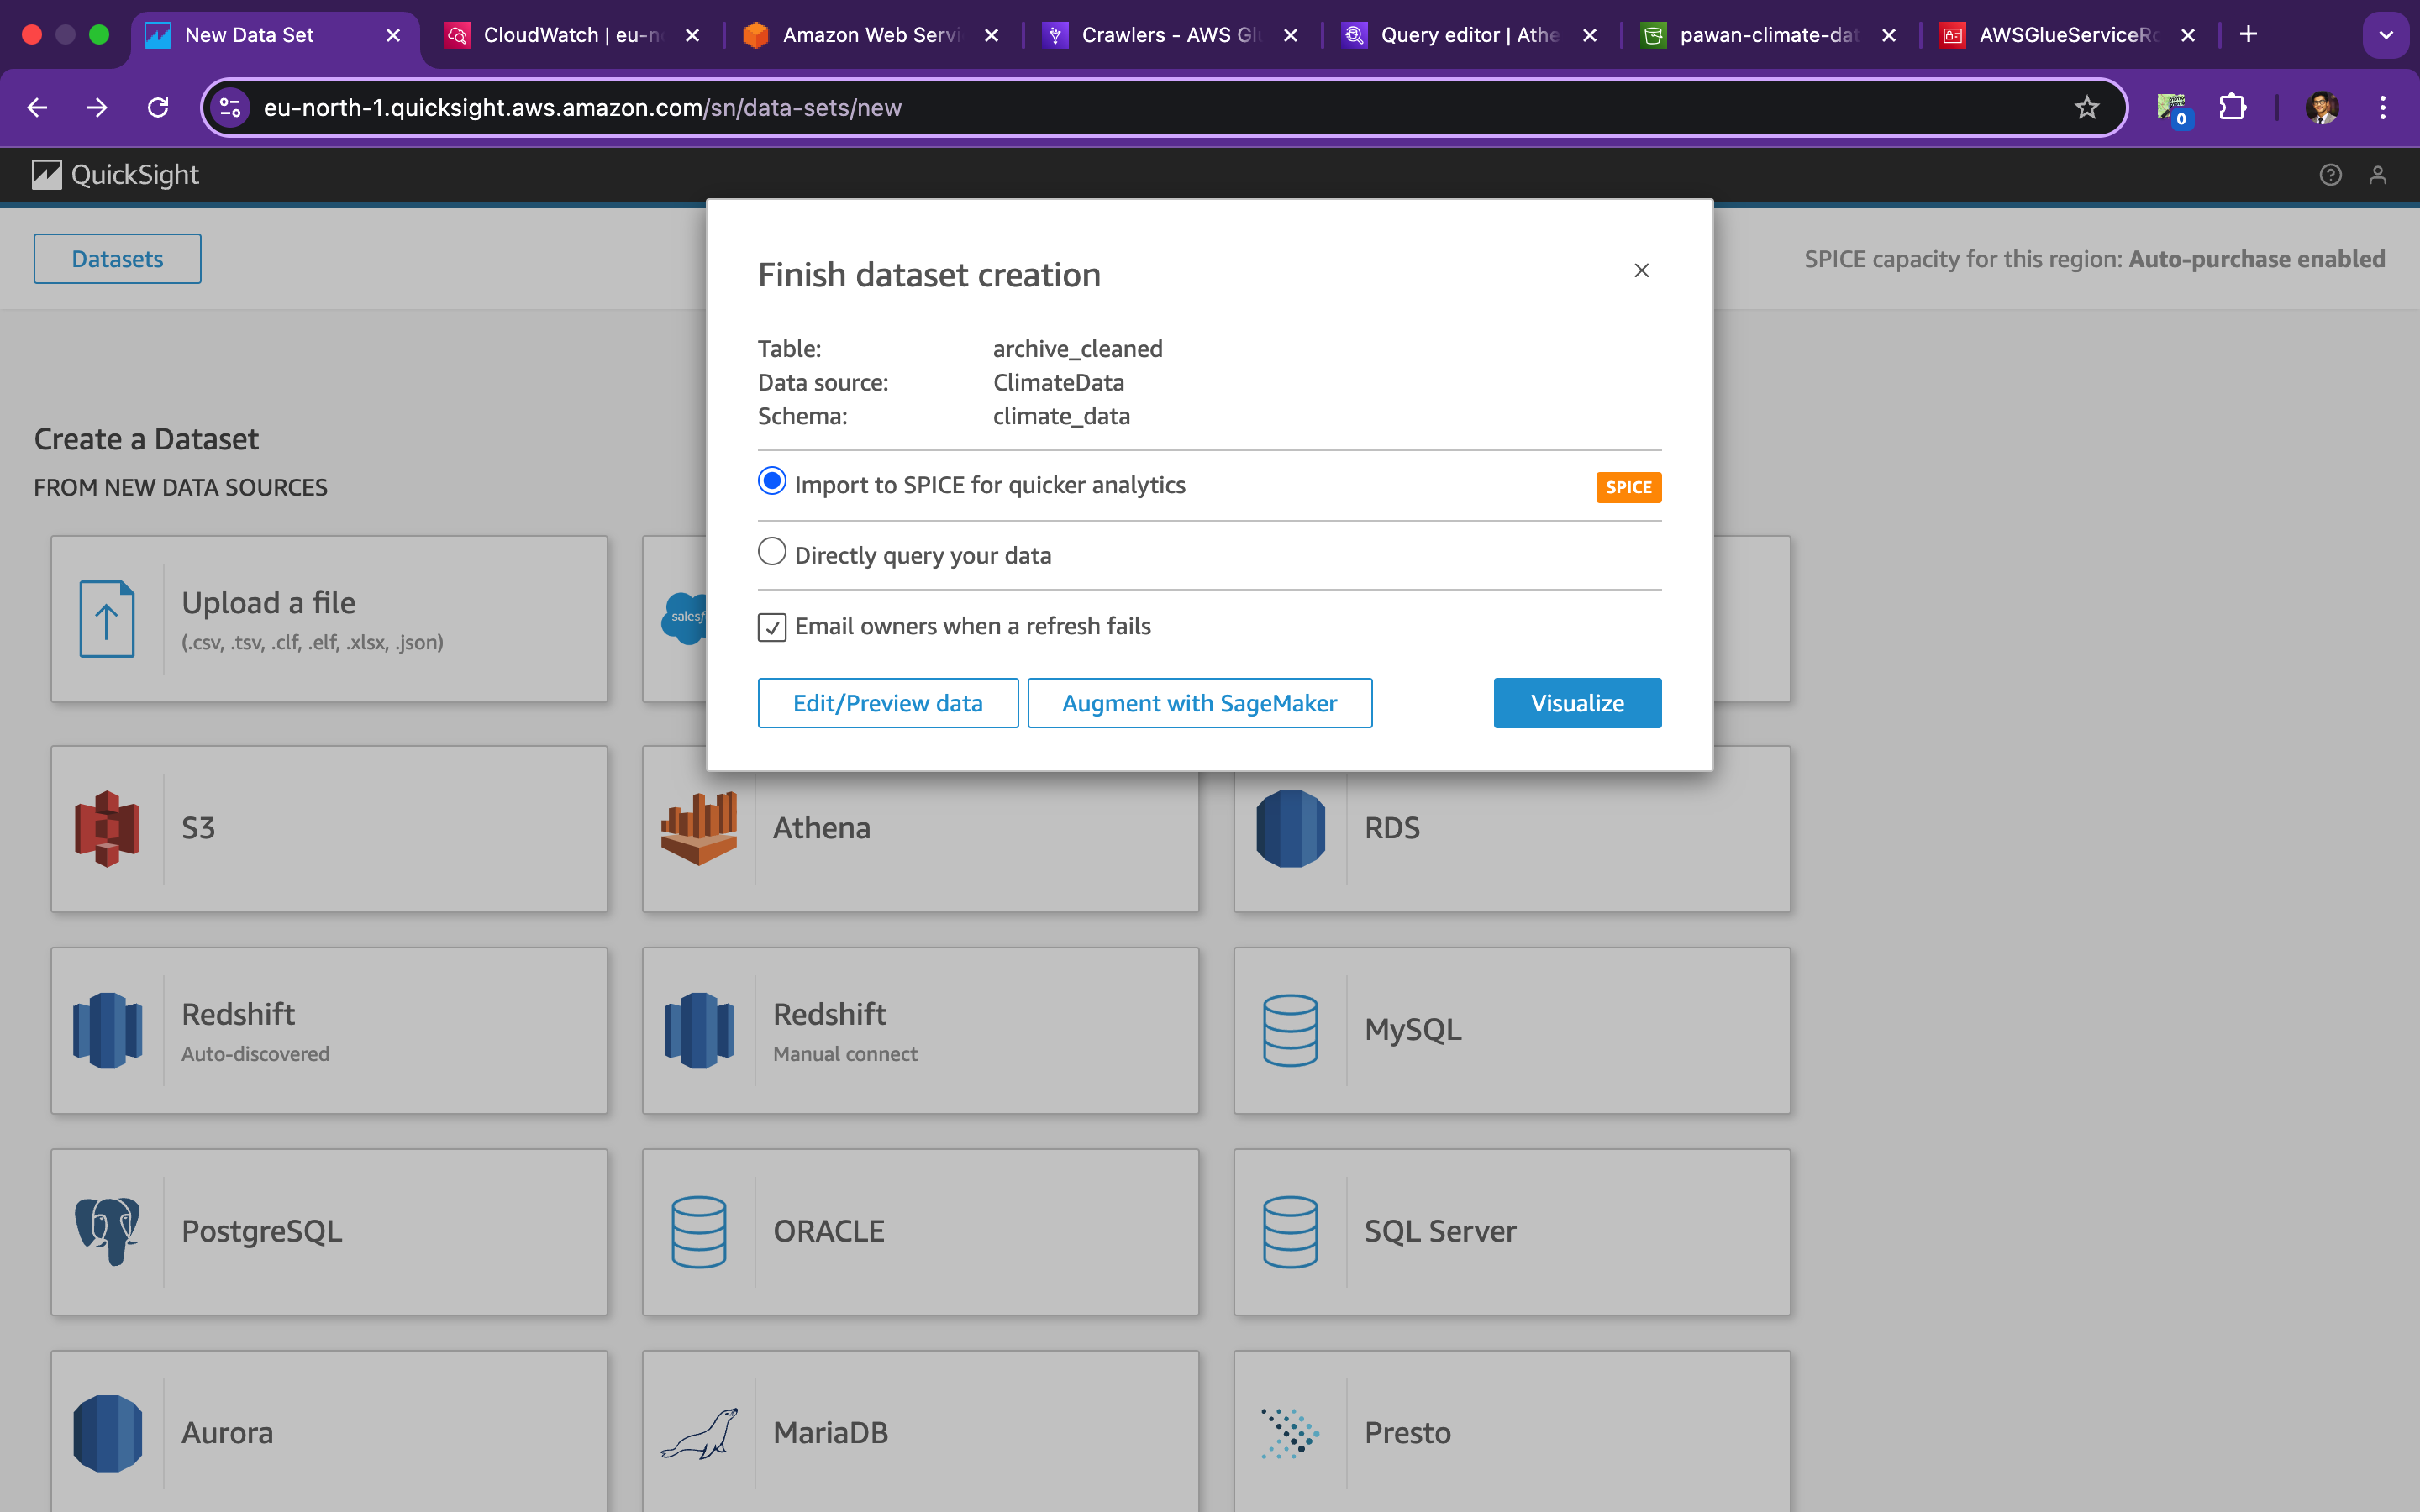 New Data Set
CloudWatch | eu-n
Amazon Web Servi
Crawlers - AWS Gl
Query editor | Athe
pawan-climate-dat
AWSGlueServiceRo
eu-north-1.quicksight.aws.amazon.com/sn/data-sets/new
0
QuickSight
Datasets
SPICE capacity for this region: Auto-purchase enabled
Finish dataset creation
Table: archive_cleaned
Data source: ClimateData
Schema: climate_data
Import to SPICE for quicker analytics
SPICE
Directly query your data
Email owners when a refresh fails
Edit/Preview data
Augment with SageMaker
Visualize
Create a Dataset
FROM NEW DATA SOURCES
Upload a file
(.csv, .tsv, .clf, .elf, .xlsx, .json)
salesf
S3
Athena
RDS
Redshift
Auto-discovered
Redshift
Manual connect
MySQL
PostgreSQL
ORACLE
SQL Server
Aurora
MariaDB
Presto